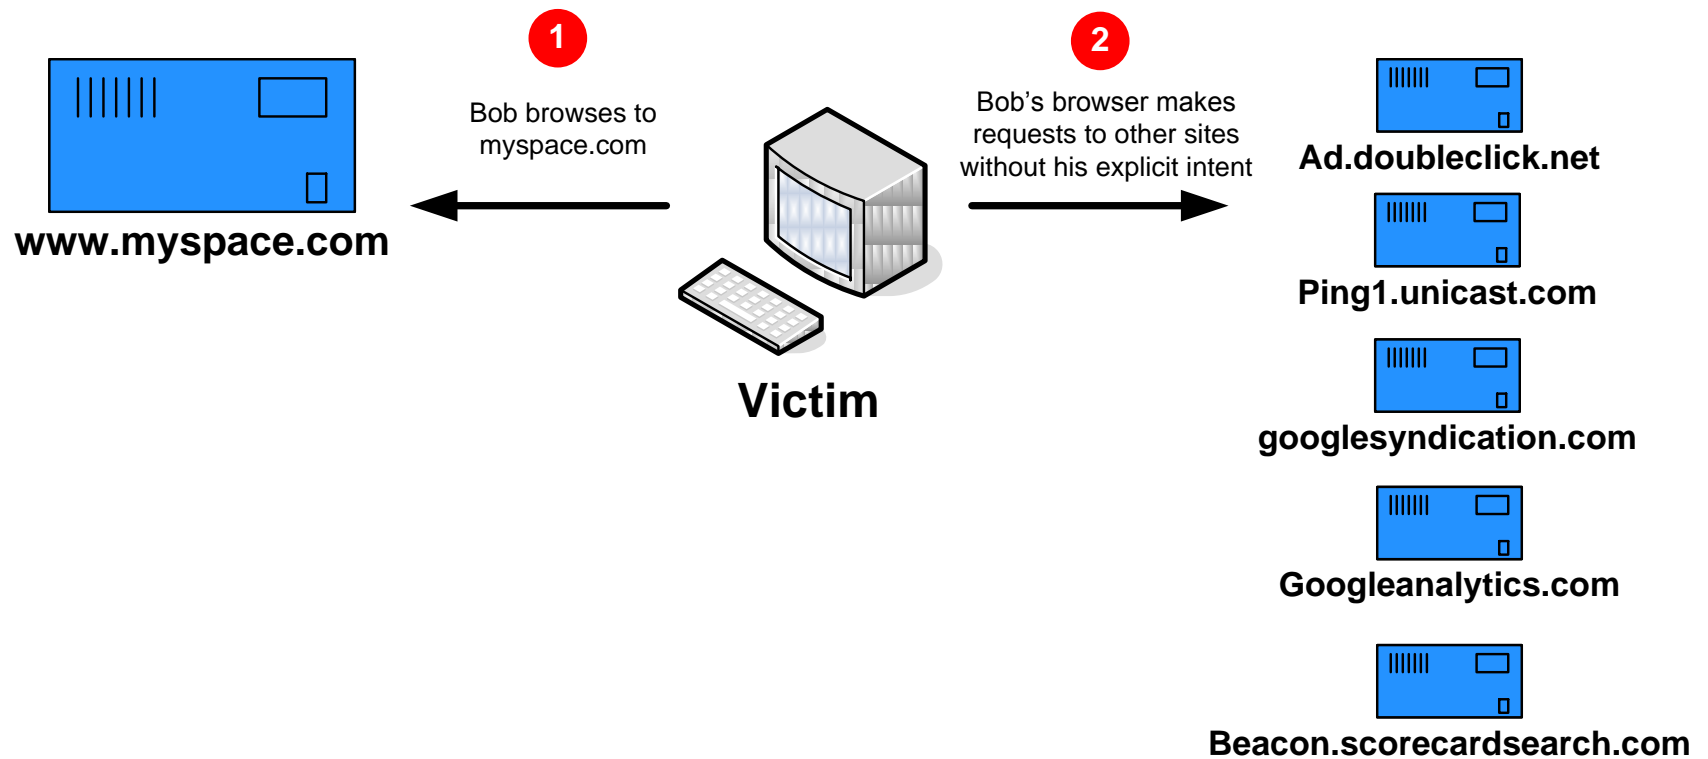 1
Bob browses to
myspace.com
www.myspace.com
Victim
2
Bob’s browser makes
requests to other sites
without his explicit intent
Ad.doubleclick.net
Ping1.unicast.com
googlesyndication.com
Googleanalytics.com
Beacon.scorecardsearch.com